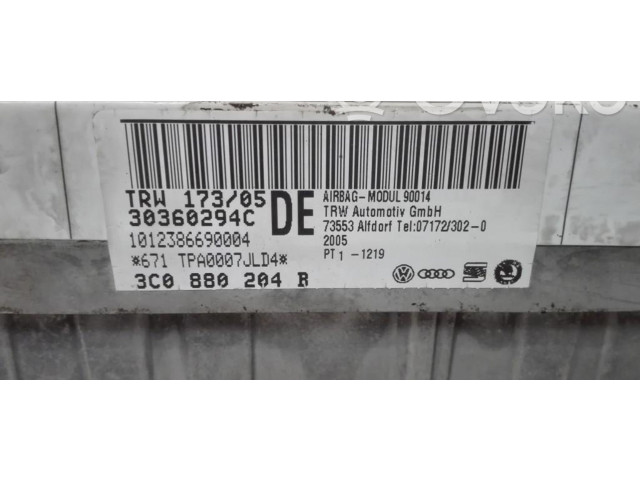 TRW 173/05
30360294C
DE
1012386690004
*671 TPA0007JLD4*
3C0 880 204 R
AIRBAG-MODUL 90014
TRW Automotiv GmbH
73553 Alfdorf Tel:07172/302-0
2005
PT1 -1219